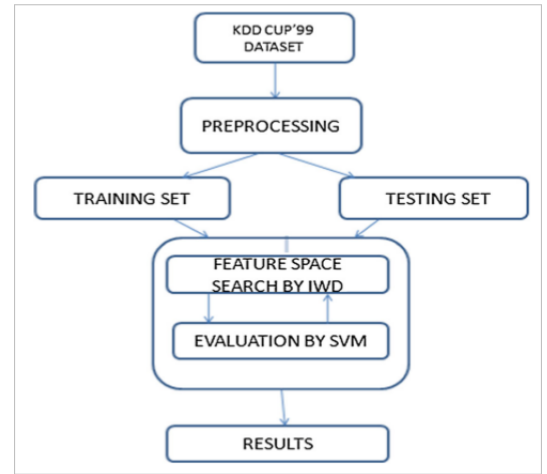 KDD CUP'99
DATASET
PREPROCESSING
TRAINING SET
TESTING SET
FEATURE SPACE
SEARCH BY IWD
EVALUATION BY SVM
RESULTS